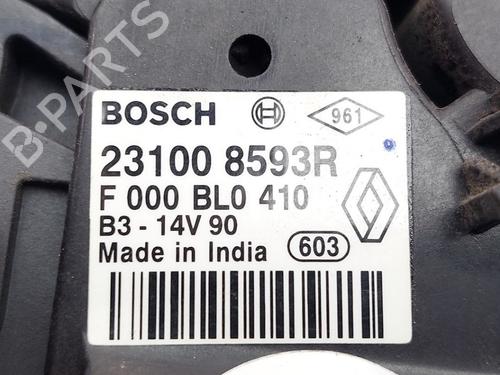 B-PARTS
BOSCH
961
23100 8593R
F 000 BL0 410
B3 - 14V 90
Made in India
603